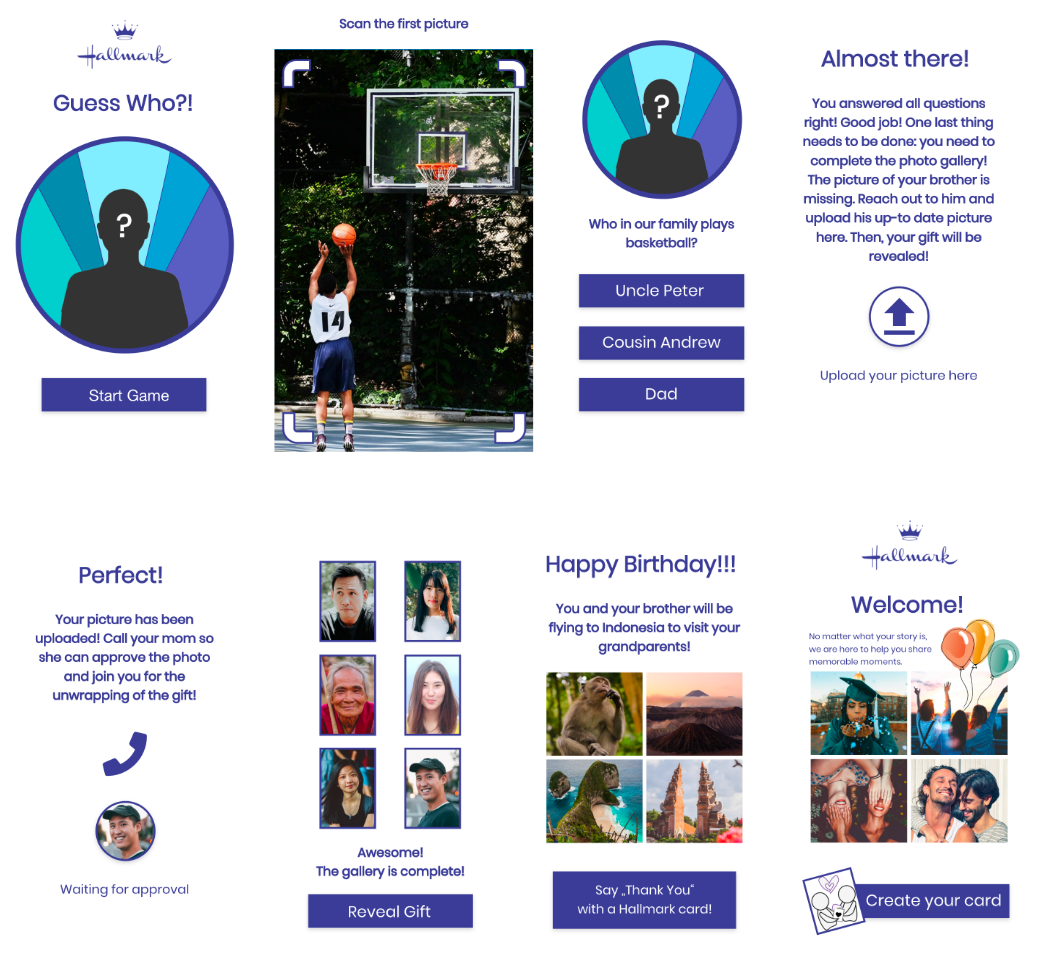 Hallmark
Guess Who?!
?
Start Game
Scan the first picture
14
?
Who in our family plays
basketball?
Uncle Peter
Cousin Andrew
Dad
Almost there!
You answered all questions
right! Good job! One last thing
needs to be done: you need to
complete the photo gallery!
The picture of your brother is
missing. Reach out to him and
upload his up-to date picture
here. Then, your gift will be
revealed!
Upload your picture here
Perfect!
Your picture has been
uploaded! Call your mom so
she can approve the photo
and join you for the
unwrapping of the gift!
Waiting for approval
Awesome!
The gallery is complete!
Reveal Gift
Happy Birthday!!!
You and your brother will be
flying to Indonesia to visit your
grandparents!
Say „Thank You“
with a Hallmark card!
Hallmark
Welcome!
No matter what your story is,
we are here to help you share
memorable moments.
Create your card